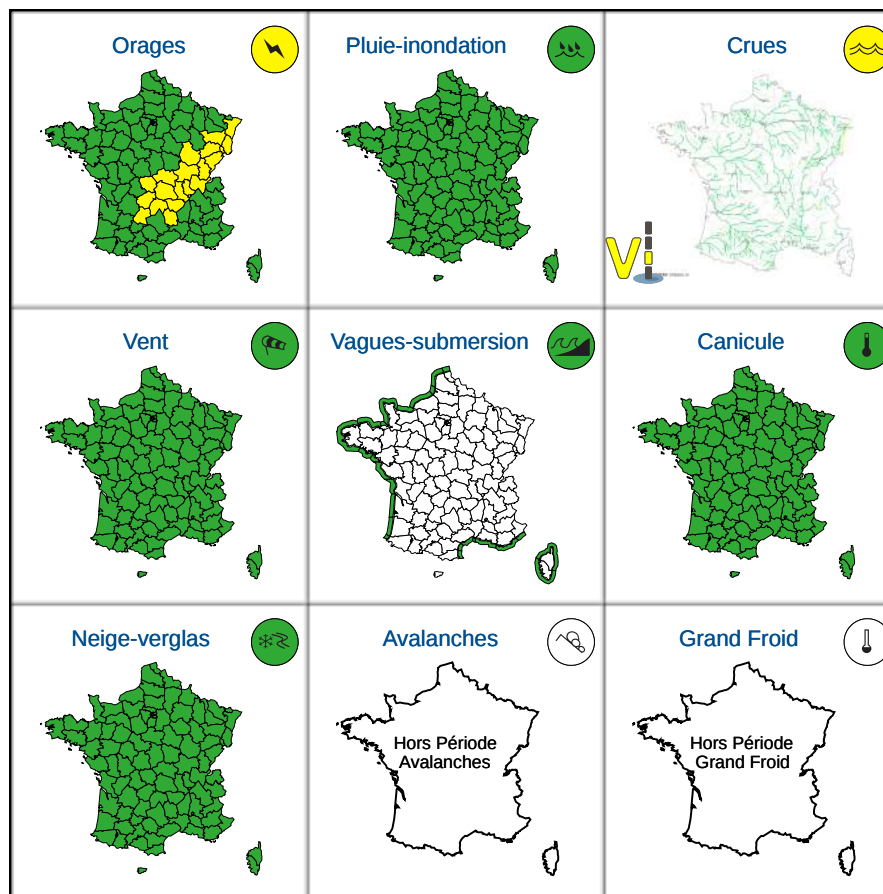 Orages
Pluie-inondation
Crues
Vent
Vagues-submersion
Canicule
Neige-verglas
Avalanches
Grand Froid
Hors Période
Avalanches
Hors Période
Grand Froid